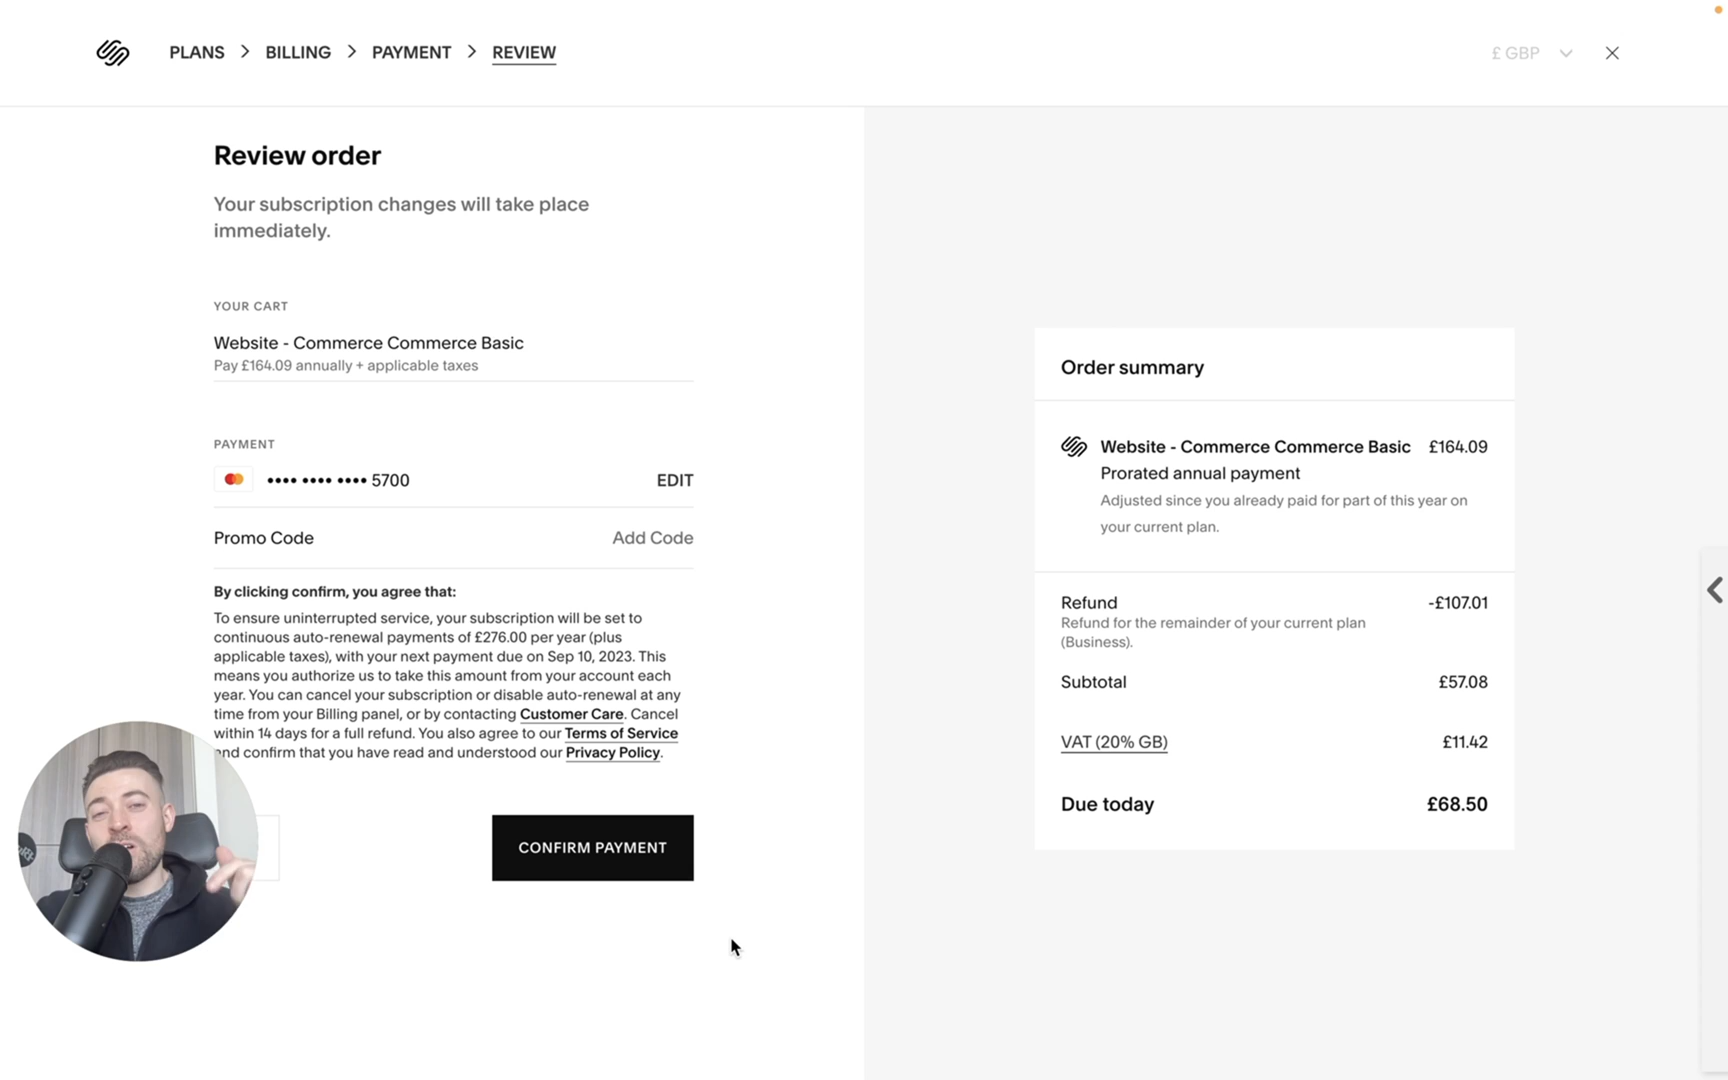 PLANS > BILLING > PAYMENT > REVIEW
£ GBP
Review order
Your subscription changes will take place
immediately.
YOUR CART
Website - Commerce Commerce Basic
Pay £164.09 annually + applicable taxes
PAYMENT
•••• •••• •••• 5700 EDIT
Promo Code Add Code
By clicking confirm, you agree that:
To ensure uninterrupted service, your subscription will be set to
continuous auto-renewal payments of £276.00 per year (plus
applicable taxes), with your next payment due on Sep 10, 2023. This
means you authorize us to take this amount from your account each
year. You can cancel your subscription or disable auto-renewal at any
time from your Billing panel, or by contacting Customer Care. Cancel
within 14 days for a full refund. You also agree to our Terms of Service
and confirm that you have read and understood our Privacy Policy.
CONFIRM PAYMENT
Order summary
Website - Commerce Commerce Basic £164.09
Prorated annual payment
Adjusted since you already paid for part of this year on
your current plan.
Refund -£107.01
Refund for the remainder of your current plan
(Business).
Subtotal £57.08
VAT (20% GB) £11.42
Due today £68.50